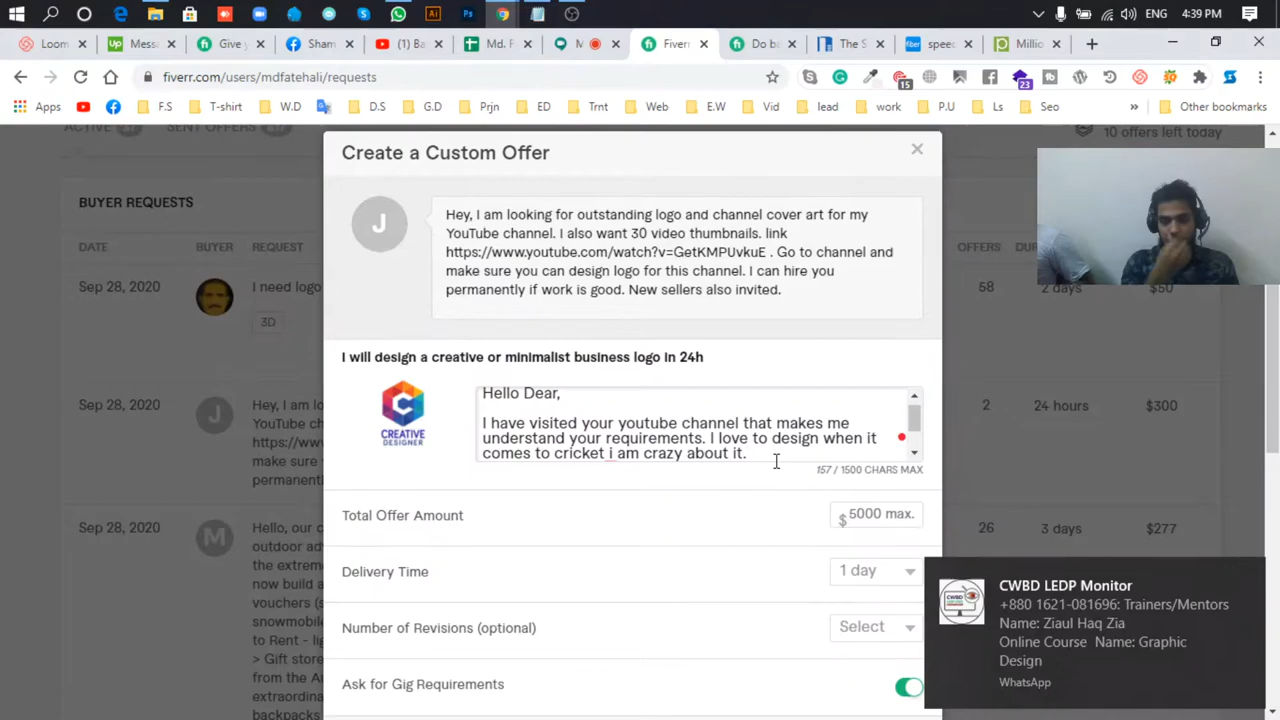 ENG
4:39 PM
Loom
Messa
Give y
Sham
(1) Ba
Md. F
M
Fiverr
Do ba
The S
speec
Millio
fiverr.com/users/mdfatehali/requests
15
23
Apps
F.S
T-shirt
W.D
D.S
G.D
Prjn
ED
Trnt
Web
E.W
Vid
lead
work
P.U
Ls
Seo
Other bookmarks
ACTIVE
SENT OFFERS
10 offers left today
Create a Custom Offer
BUYER REQUESTS
DATE
BUYER
REQUEST
OFFERS
J
Hey, I am looking for outstanding logo and channel cover art for my
YouTube channel. I also want 30 video thumbnails. link
https://www.youtube.com/watch?v=GetKMPUvkuE . Go to channel and
make sure you can design logo for this channel. I can hire you
permanently if work is good. New sellers also invited.
Sep 28, 2020
I need logo
3D
58
2 days
$50
I will design a creative or minimalist business logo in 24h
C
CREATIVE
DESIGNER
Hello Dear,
I have visited your youtube channel that makes me
understand your requirements. I love to design when it
comes to cricket i am crazy about it.
157 / 1500 CHARS MAX
Sep 28, 2020
J
Hey, I am
YouTube c
https://ww
make sure
permanent
2
24 hours
$300
Total Offer Amount
$
5000 max.
Sep 28, 2020
M
Hello, our c
outdoor adv
the extreme
now build a
vouchers (s
snowmobile
to Rent - lig
> Gift store
from the Ar
extraordina
backpacks
26
3 days
$277
Delivery Time
1 day
Number of Revisions (optional)
Select
Ask for Gig Requirements
CWBD LEDP Monitor
+880 1621-081696: Trainers/Mentors
Name: Ziaul Haq Zia
Online Course Name: Graphic
Design
WhatsApp